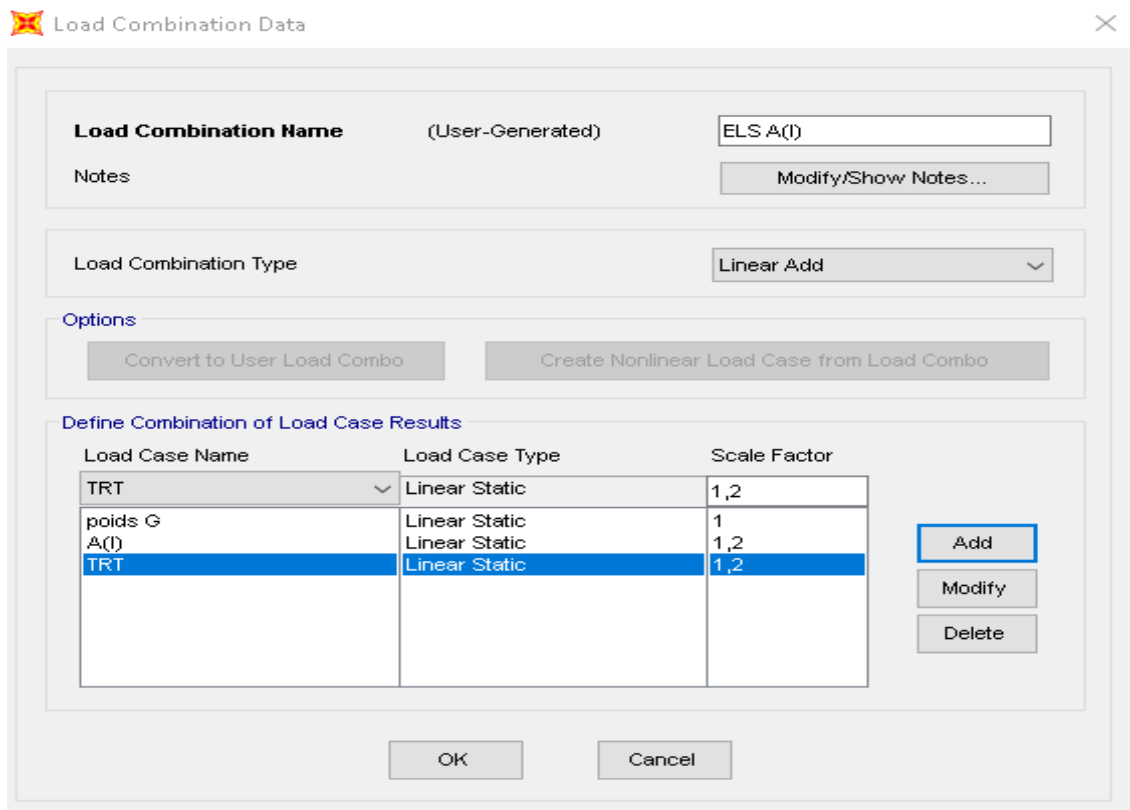 Load Combination Data
Load Combination Name (User-Generated) ELS A(l)
Notes Modify/Show Notes...
Load Combination Type Linear Add
Options
Convert to User Load Combo Create Nonlinear Load Case from Load Combo
Define Combination of Load Case Results
Load Case Name Load Case Type Scale Factor
TRT Linear Static 1,2
poids G Linear Static 1
A(l) Linear Static 1,2 Add
TRT Linear Static 1,2
Modify
Delete
OK Cancel